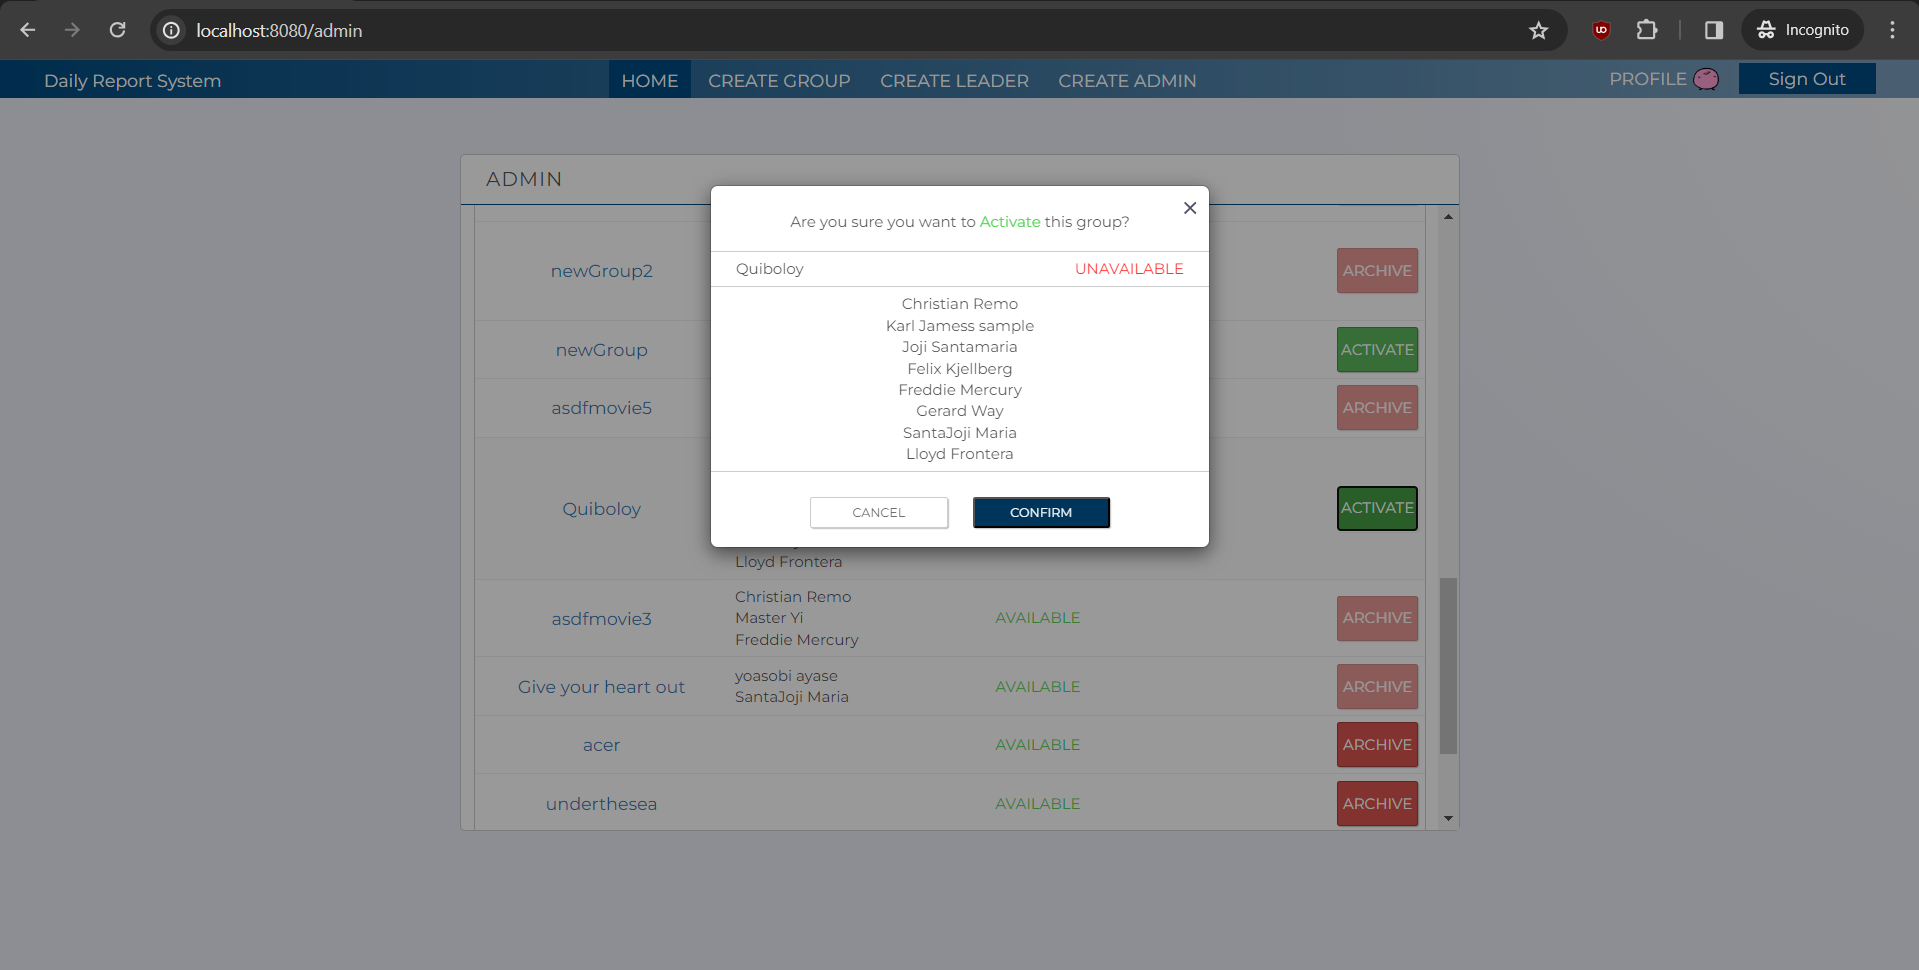 localhost:8080/admin
Incognito
Daily Report System
HOME
CREATE GROUP
CREATE LEADER
CREATE ADMIN
PROFILE
Sign Out
ADMIN
Are you sure you want to Activate this group?
Quiboloy UNAVAILABLE
Christian Remo
Karl Jamess sample
Joji Santamaria
Felix Kjellberg
Freddie Mercury
Gerard Way
SantaJoji Maria
Lloyd Frontera
CANCEL
CONFIRM
newGroup2
ARCHIVE
newGroup
ACTIVATE
asdfmovie5
ARCHIVE
Quiboloy
Lloyd Frontera
ACTIVATE
asdfmovie3
Christian Remo
Master Yi
Freddie Mercury
AVAILABLE
ARCHIVE
Give your heart out
yoasobi ayase
SantaJoji Maria
AVAILABLE
ARCHIVE
acer
AVAILABLE
ARCHIVE
underthesea
AVAILABLE
ARCHIVE